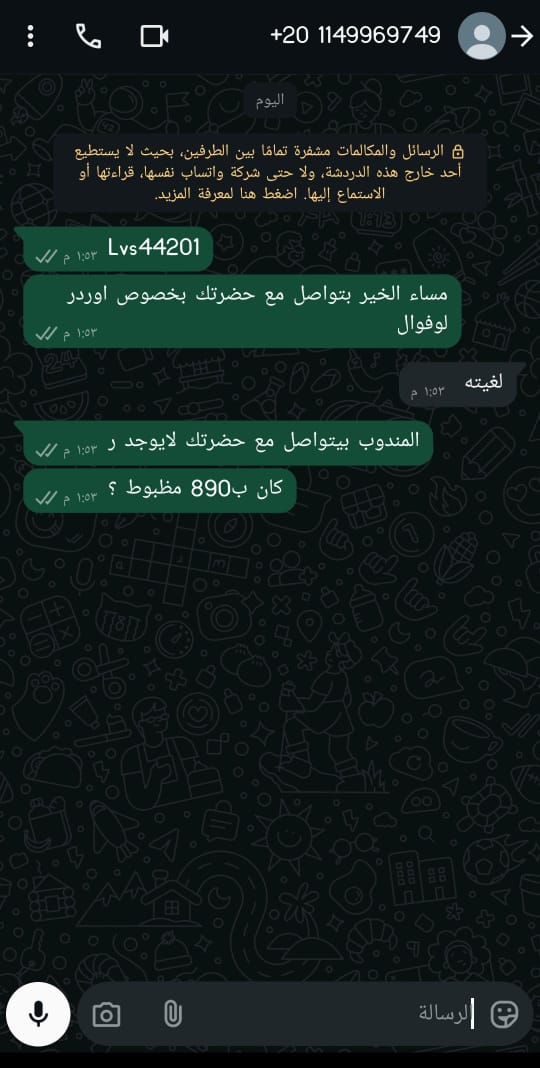 +20 1149969749
اليوم
الرسائل والمكالمات مشفرة تمامًا بين الطرفين، بحيث لا يستطيع
أحد خارج هذه الدردشة، ولا حتى شركة واتساب نفسها، قراءتها أو
الاستماع إليها. اضغط هنا لمعرفة المزيد.
Lvs44201
١:٥٣ م
مساء الخير بتواصل مع حضرتك بخصوص اوردر
لوفوال
١:٥٣ م
لغيته
١:٥٣ م
المندوب بيتواصل مع حضرتك لايوجد ر
١:٥٣ م
كان ب890 مظبوط ؟
١:٥٣ م
الرسالة